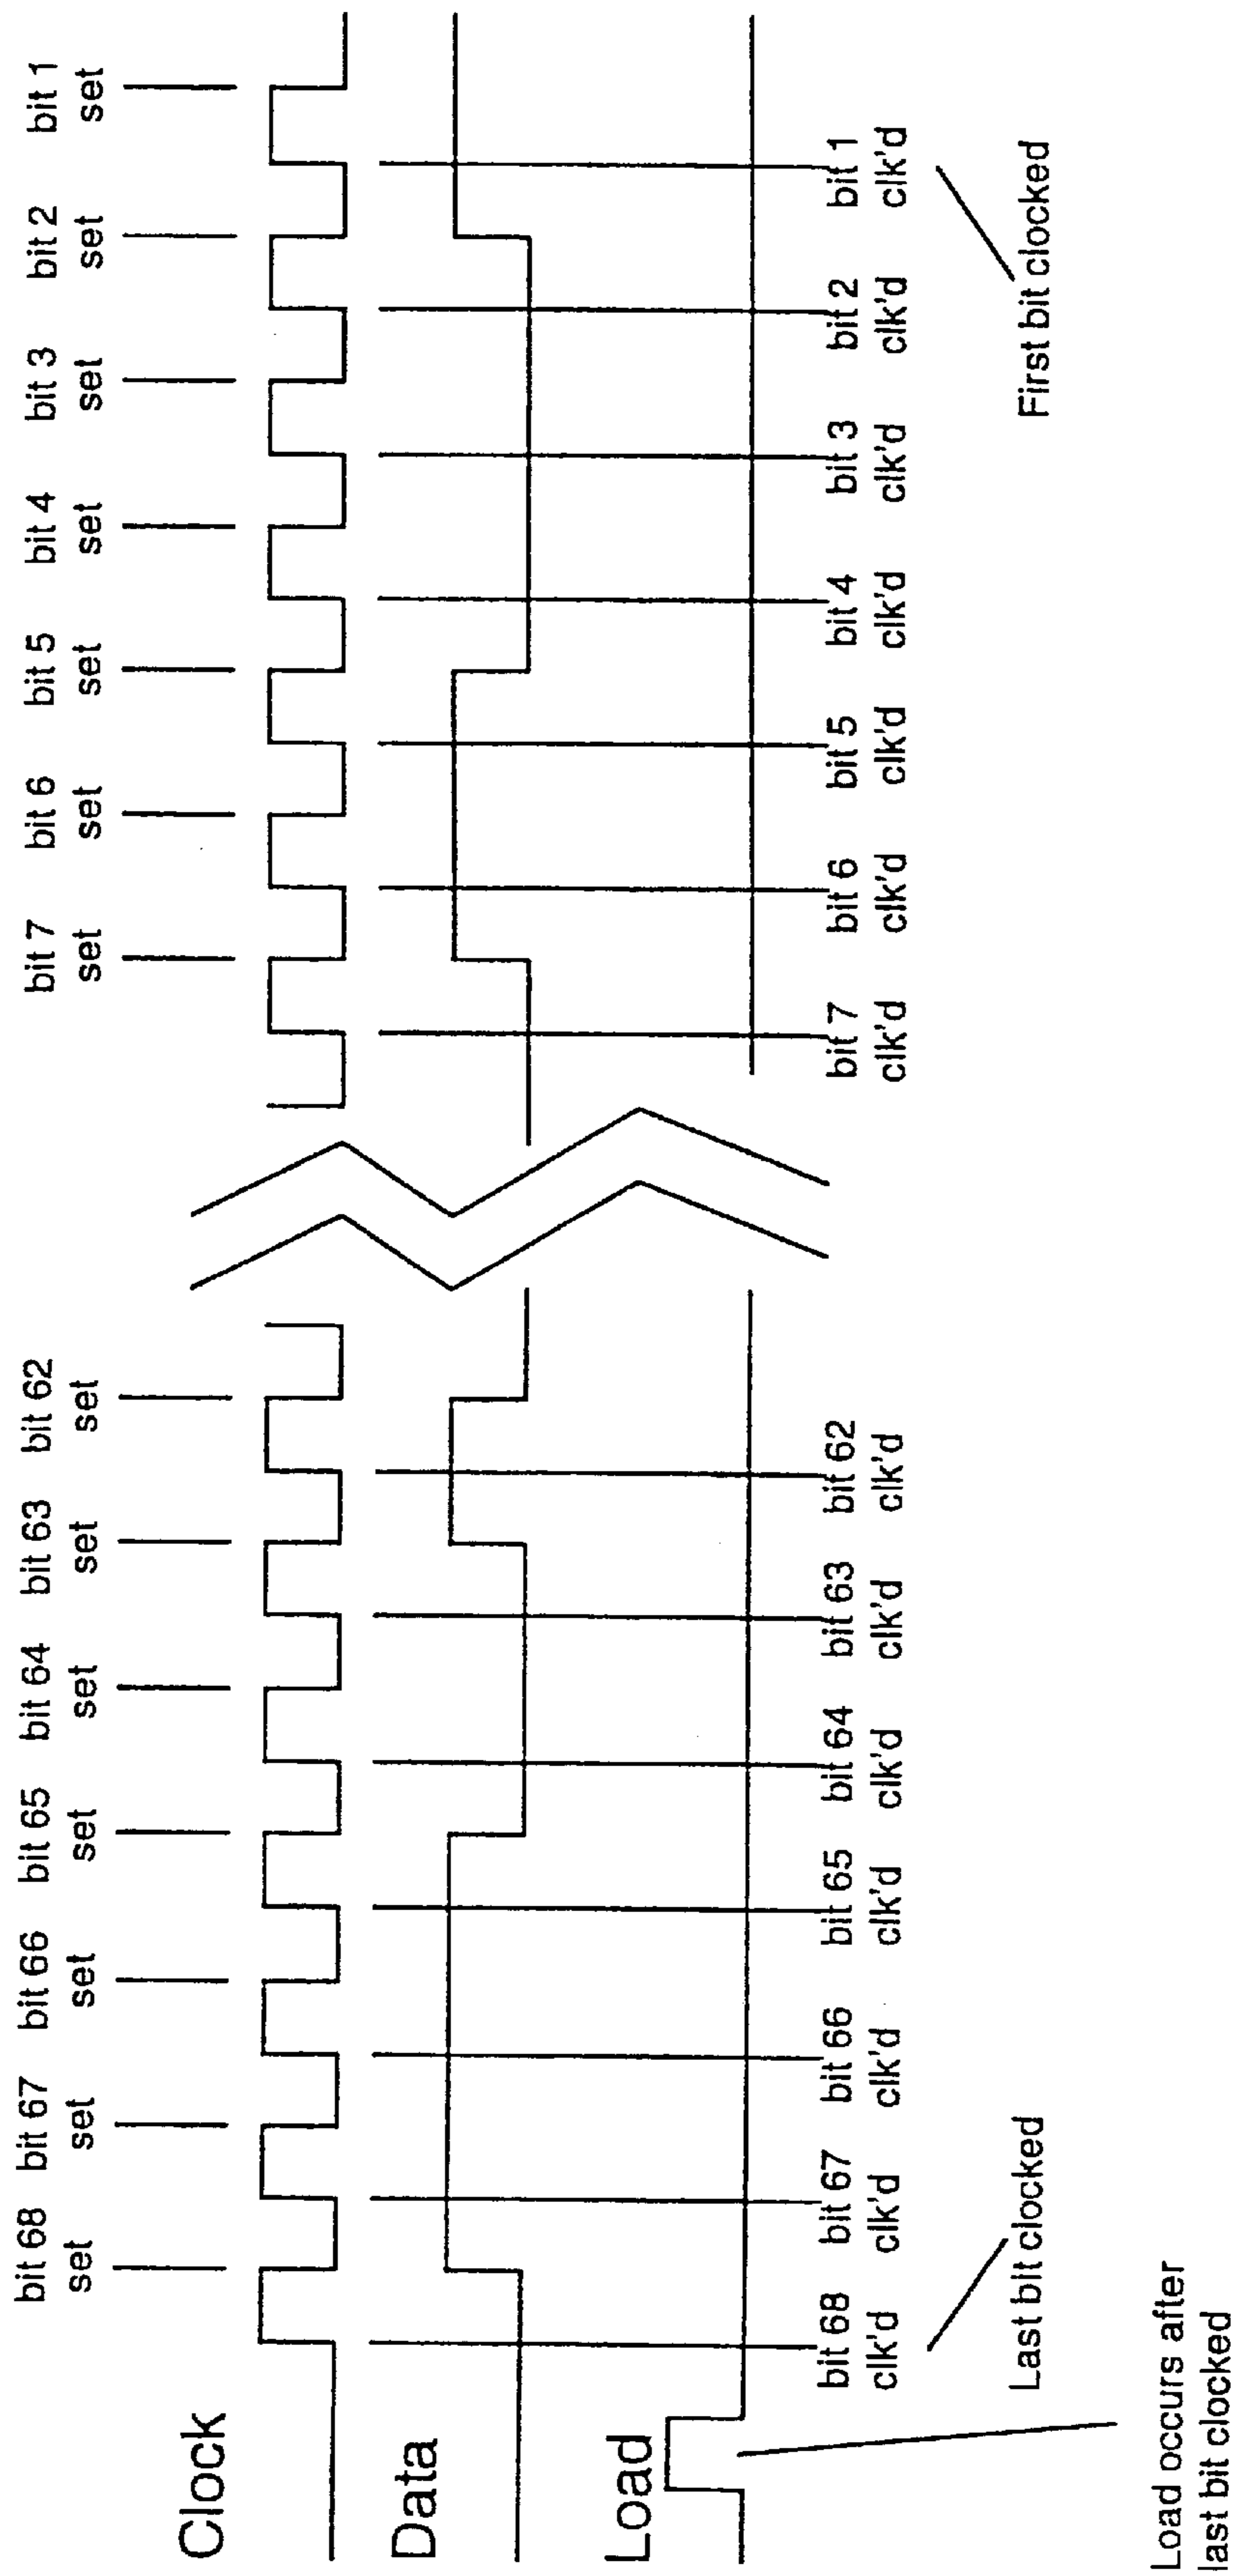 bit 68 set
bit 67 set
bit 66 set
bit 65 set
bit 64 set
bit 63 set
bit 62 set
bit 7 set
bit 6 set
bit 5 set
bit 4 set
bit 3 set
bit 2 set
bit 1 set
Clock
Data
Load
bit 68 clk'd
bit 67 clk'd
bit 66 clk'd
bit 65 clk'd
bit 64 clk'd
bit 63 clk'd
bit 62 clk'd
bit 7 clk'd
bit 6 clk'd
bit 5 clk'd
bit 4 clk'd
bit 3 clk'd
bit 2 clk'd
bit 1 clk'd
Last bit clocked
First bit clocked
Load occurs after
last bit clocked